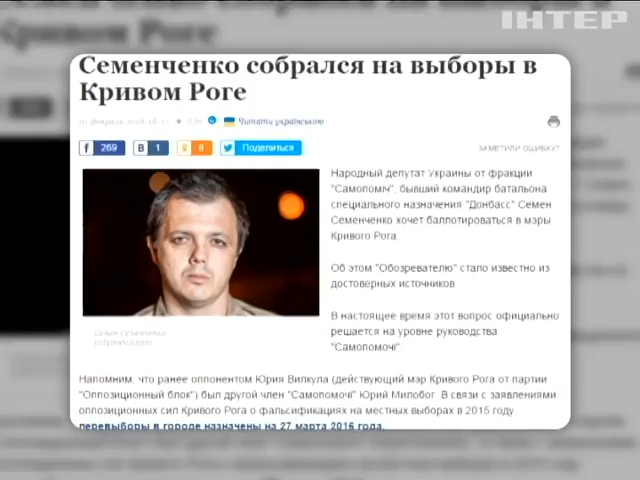 ІНТЕР
Семенченко собрался на выборы в
Кривом Роге
Читати українською
269
1
8
Поделиться
ЗАМЕТИЛИ ОШИБКУ?
Народный депутат Украины от фракции
"Самопоміч", бывший командир батальона
специального назначения "Донбасс" Семен
Семенченко хочет баллотироваться в мэры
Кривого Рога.
Об этом "Обозревателю" стало известно из
достоверных источников.
В настоящее время этот вопрос официально
решается на уровне руководства
"Самопомочі".
Семен Семенченко
Напомним, что ранее оппонентом Юрия Вилкула (действующий мэр Кривого Рога от партии
"Оппозиционный блок") был другой член "Самопомочі" Юрий Милобог. В связи с заявлениями
оппозиционных сил Кривого Рога о фальсификациях на местных выборах в 2015 году
перевыборы в городе назначены на 27 марта 2016 года.